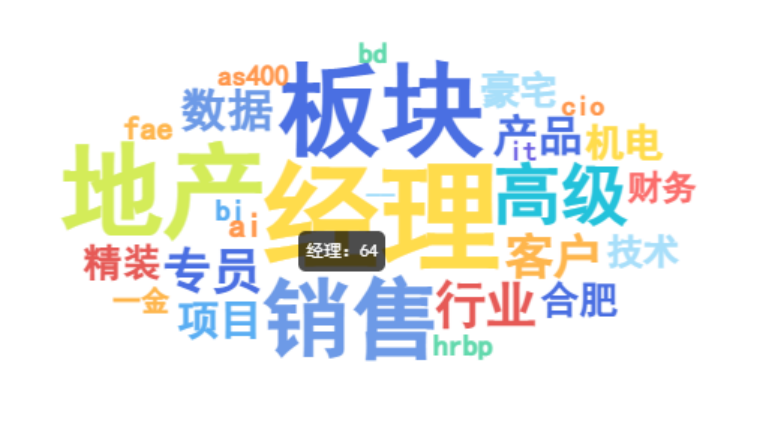 bd
as400
板块
豪宅
数据
cio
fae
产品
it
机电
地产
经理
高级
财务
bi
ai
经理：64
客户
技术
精装
专员
一金
项目
销售
行业
合肥
hrbp